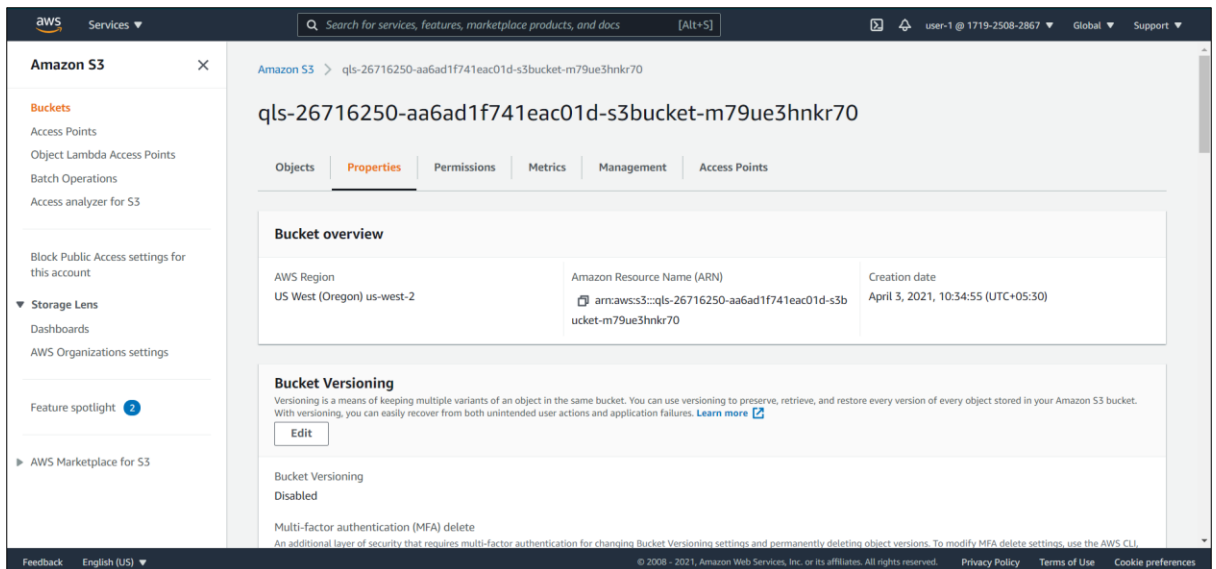 aws
Services ▼
Search for services, features, marketplace products, and docs
[Alt+S]
user-1 @ 1719-2508-2867 ▼
Global ▼
Support ▼
Amazon S3
Buckets
Access Points
Object Lambda Access Points
Batch Operations
Access analyzer for S3
Block Public Access settings for
this account
▼ Storage Lens
Dashboards
AWS Organizations settings
Feature spotlight 2
▶ AWS Marketplace for S3
Amazon S3 > qls-26716250-aa6ad1f741eac01d-s3bucket-m79ue3hnkr70
qls-26716250-aa6ad1f741eac01d-s3bucket-m79ue3hnkr70
Objects
Properties
Permissions
Metrics
Management
Access Points
Bucket overview
AWS Region
US West (Oregon) us-west-2
Amazon Resource Name (ARN)
arn:aws:s3:::qls-26716250-aa6ad1f741eac01d-s3b
ucket-m79ue3hnkr70
Creation date
April 3, 2021, 10:34:55 (UTC+05:30)
Bucket Versioning
Versioning is a means of keeping multiple variants of an object in the same bucket. You can use versioning to preserve, retrieve, and restore every version of every object stored in your Amazon S3 bucket.
With versioning, you can easily recover from both unintended user actions and application failures. Learn more
Edit
Bucket Versioning
Disabled
Multi-factor authentication (MFA) delete
An additional layer of security that requires multi-factor authentication for changing Bucket Versioning settings and permanently deleting object versions. To modify MFA delete settings, use the AWS CLI,
Feedback
English (US) ▼
© 2008 - 2021, Amazon Web Services, Inc. or its affiliates. All rights reserved.
Privacy Policy
Terms of Use
Cookie preferences